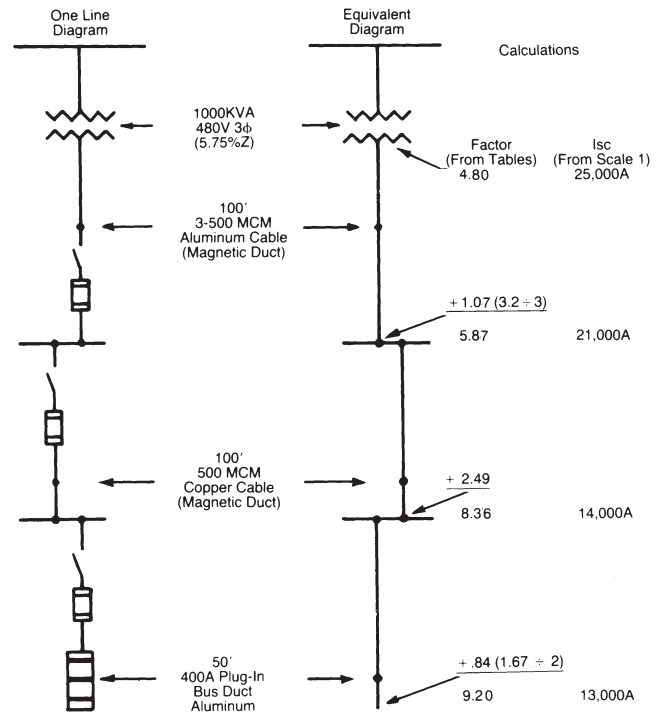 One Line
Diagram
Equivalent
Diagram
Calculations
1000KVA
480V 3ϕ
(5.75%Z)
Factor
(From Tables)
4.80
Isc
(From Scale 1)
25,000A
100′
3-500 MCM
Aluminum Cable
(Magnetic Duct)
+ 1.07 (3.2 ÷ 3)
5.87
21,000A
100′
500 MCM
Copper Cable
(Magnetic Duct)
+ 2.49
8.36
14,000A
50′
400A Plug-In
Bus Duct
Aluminum
+ .84 (1.67 ÷ 2)
9.20
13,000A